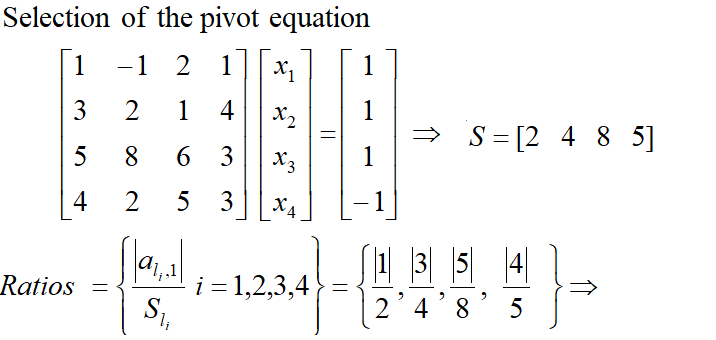 Selection of the pivot equation
[1 −1 2 1] [x₁] [1]
[3 2 1 4] [x₂] = [1] ⇒ S = [2 4 8 5]
[5 8 6 3] [x₃] [1]
[4 2 5 3] [x₄] [−1]
Ratios = { |a_{l_i,1}| / S_{l_i} i = 1,2,3,4 } = { |1|/2 , |3|/4 , |5|/8 , |4|/5 } ⇒